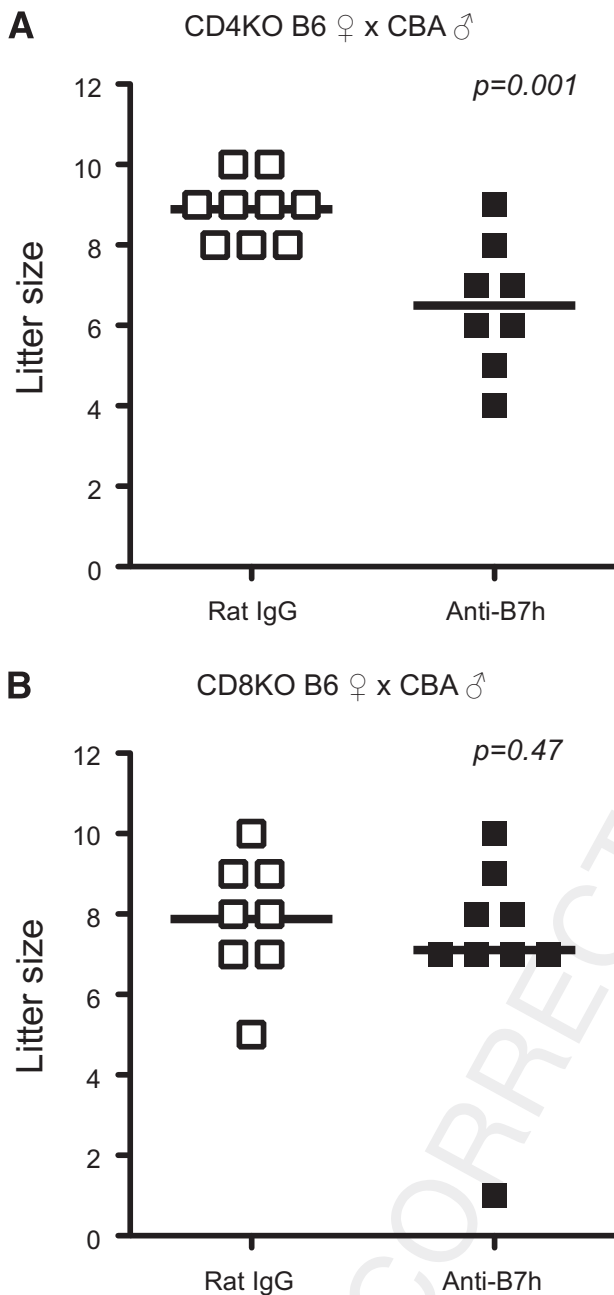 A
CD4KO B6 ♀ x CBA ♂
p=0.001
12
10
8
6
4
2
0
Litter size
Rat IgG
Anti-B7h
B
CD8KO B6 ♀ x CBA ♂
p=0.47
12
10
8
6
4
2
0
Litter size
Rat IgG
Anti-B7h
CORRECT